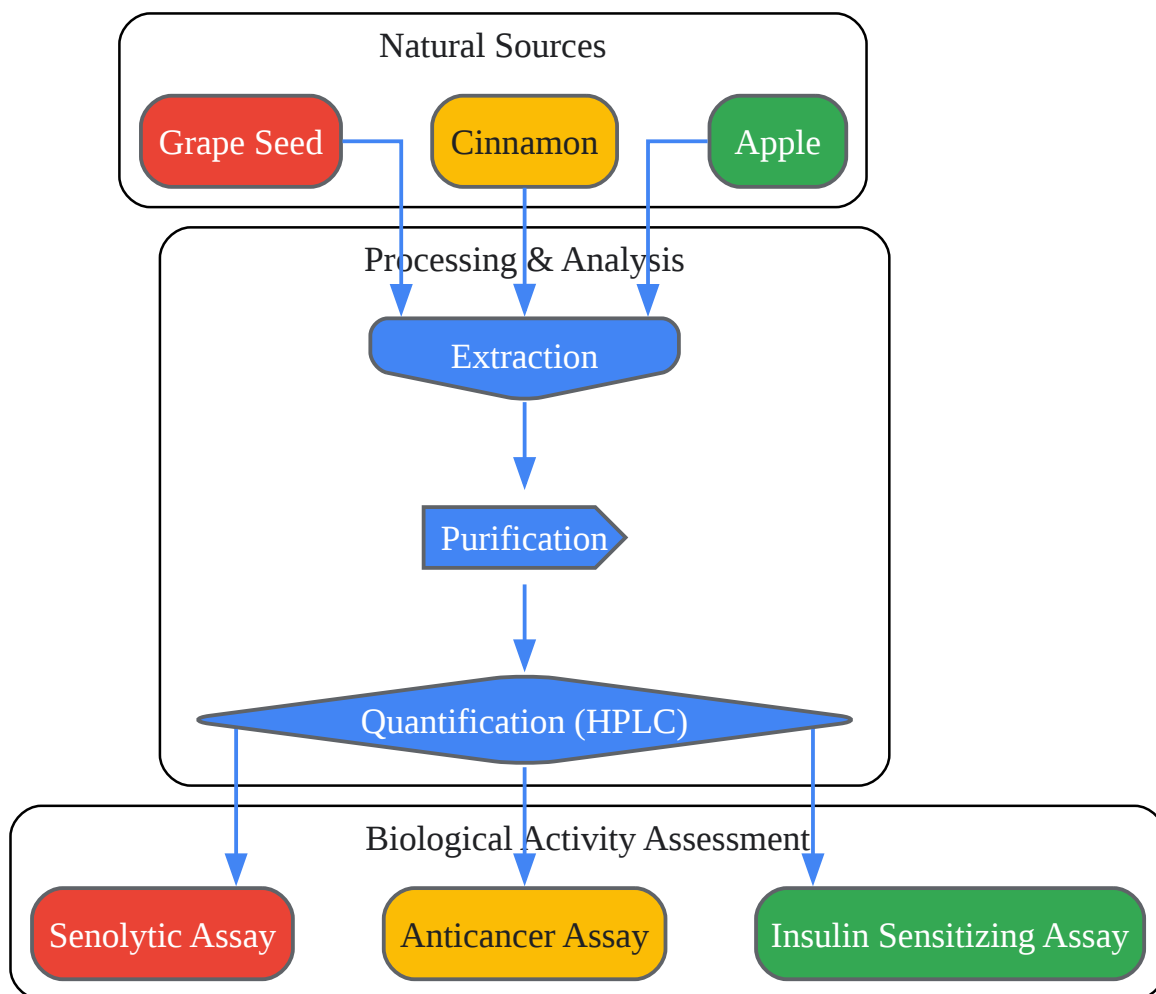 Natural Sources
Grape Seed
Cinnamon
Apple
Processing & Analysis
Extraction
Purification
Quantification (HPLC)
Biological Activity Assessment
Senolytic Assay
Anticancer Assay
Insulin Sensitizing Assay